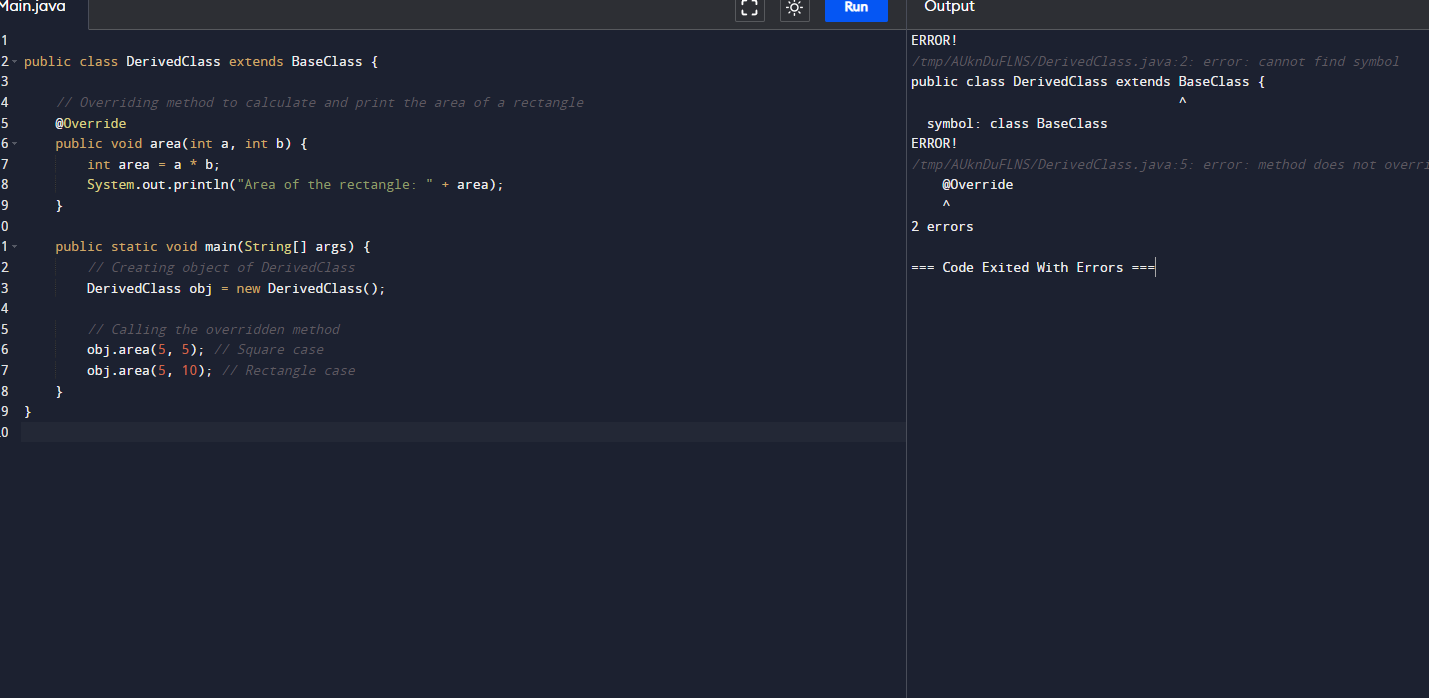 Main.java
Run
Output
1
2 public class DerivedClass extends BaseClass {
3
4 // Overriding method to calculate and print the area of a rectangle
5 @Override
6 public void area(int a, int b) {
7 int area = a * b;
8 System.out.println("Area of the rectangle: " + area);
9 }
0
1 public static void main(String[] args) {
2 // Creating object of DerivedClass
3 DerivedClass obj = new DerivedClass();
4
5 // Calling the overridden method
6 obj.area(5, 5); // Square case
7 obj.area(5, 10); // Rectangle case
8 }
9 }
0
ERROR!
/tmp/AUknDuFLNS/DerivedClass.java:2: error: cannot find symbol
public class DerivedClass extends BaseClass {
^
symbol: class BaseClass
ERROR!
/tmp/AUknDuFLNS/DerivedClass.java:5: error: method does not overri
@Override
^
2 errors
=== Code Exited With Errors ===